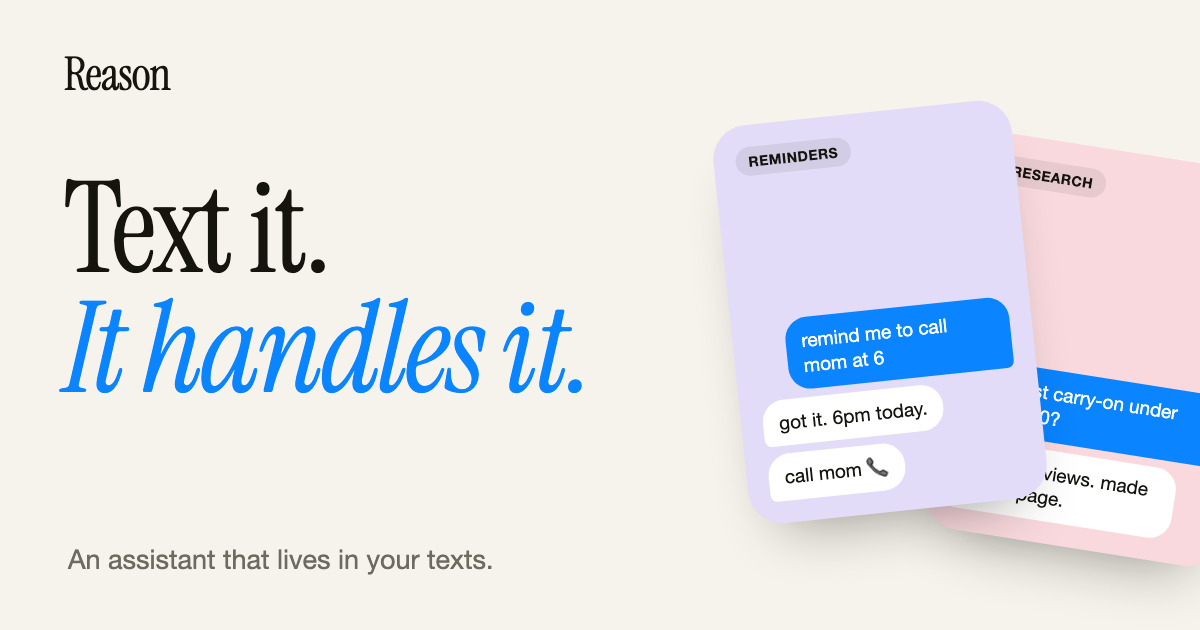 Reason
Text it.
It handles it.
An assistant that lives in your texts.
REMINDERS
remind me to call
mom at 6
got it. 6pm today.
call mom 📞
RESEARCH
carry-on under
made
page.